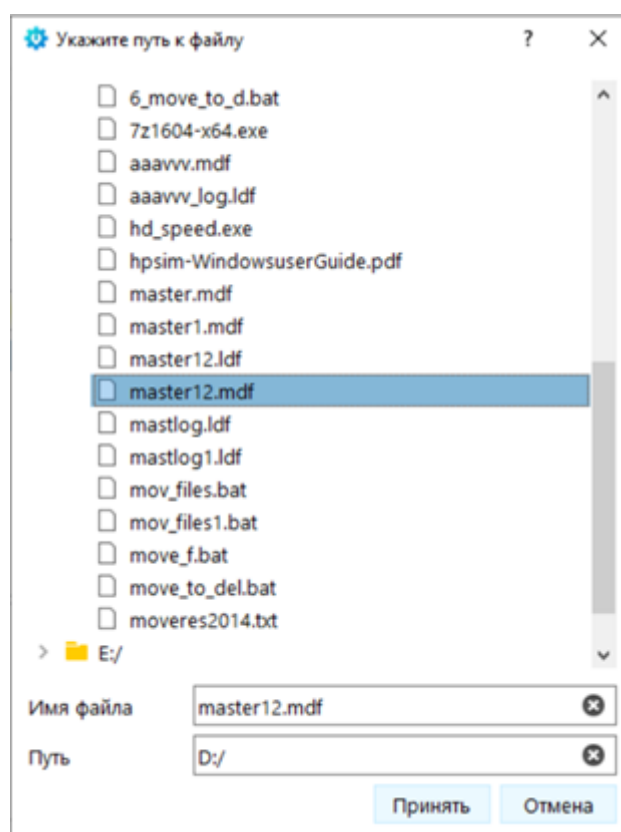 Укажите путь к файлу ?
6_move_to_d.bat
7z1604-x64.exe
aaavvv.mdf
aaavvv_log.ldf
hd_speed.exe
hpsim-WindowsuserGuide.pdf
master.mdf
master1.mdf
master12.ldf
master12.mdf
mastlog.ldf
mastlog1.ldf
mov_files.bat
mov_files1.bat
move_f.bat
move_to_del.bat
moveres2014.txt
E:/
Имя файла master12.mdf
Путь D:/
Принять Отмена